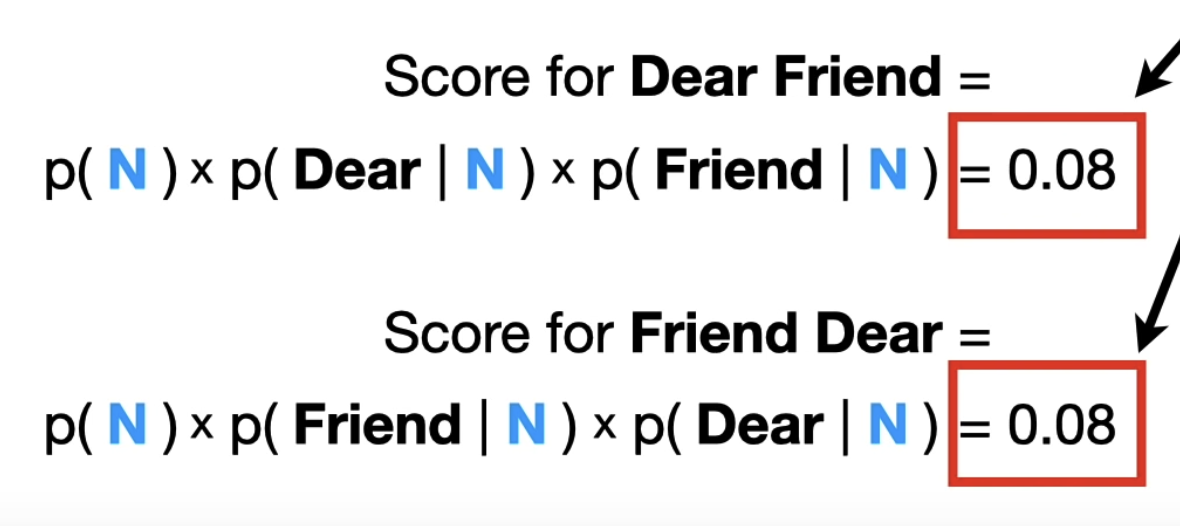 Score for Dear Friend =
p( N ) x p( Dear | N ) x p( Friend | N ) = 0.08
Score for Friend Dear =
p( N ) x p( Friend | N ) x p( Dear | N ) = 0.08